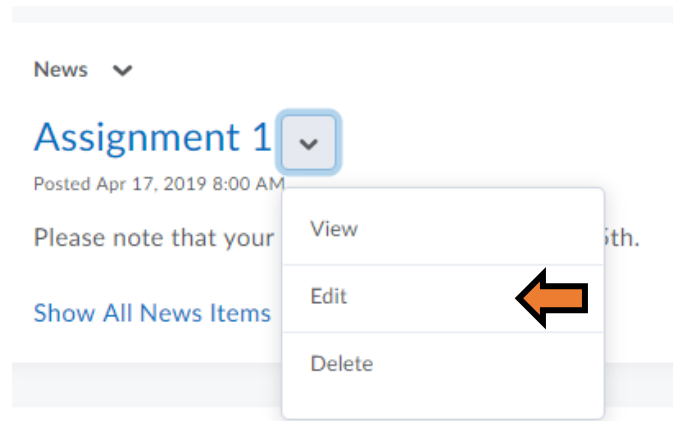 News
Assignment 1
Posted Apr 17, 2019 8:00 AM
Please note that your
View
Edit
Delete
Show All News Items